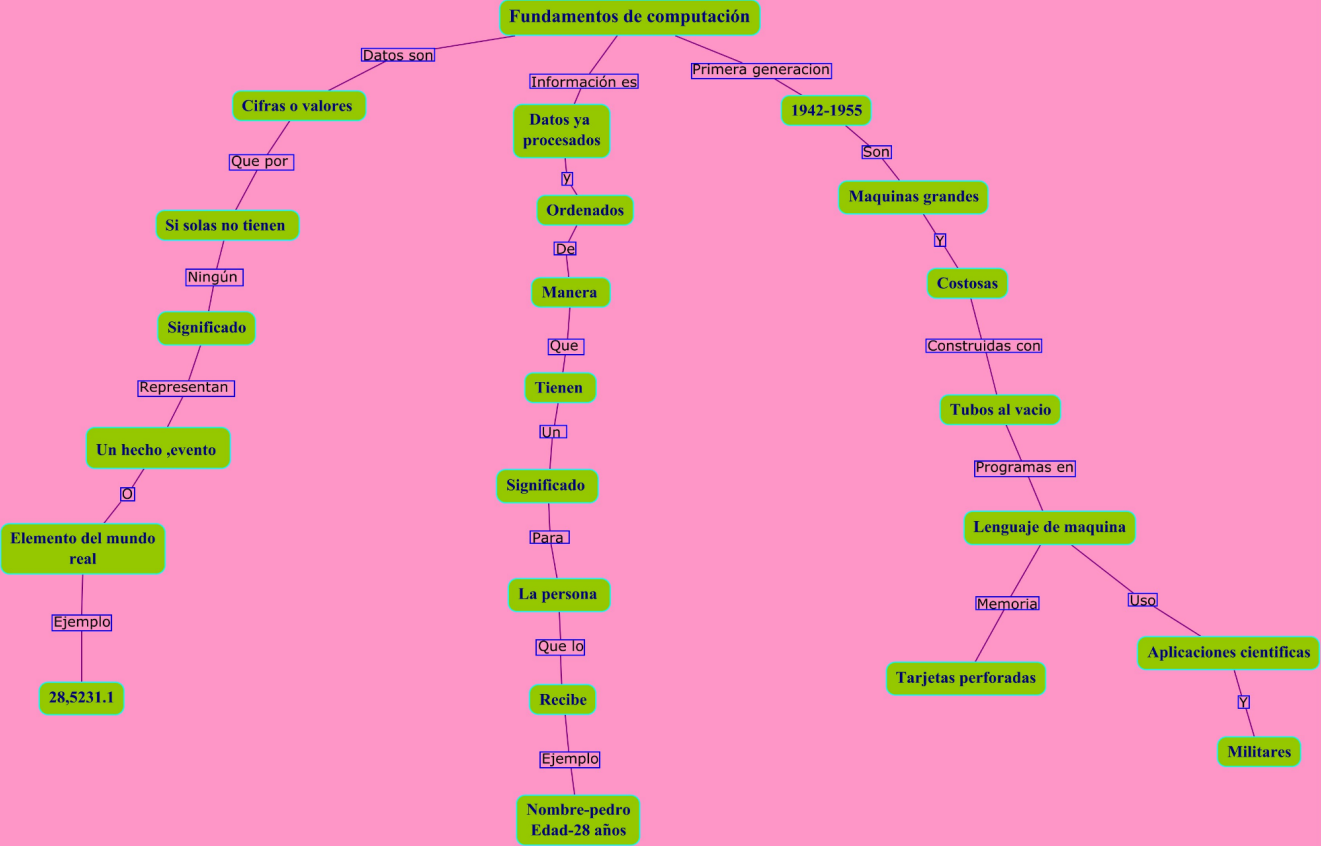 Fundamentos de computación
Datos son
Cifras o valores
Que por
Si solas no tienen
Ningún
Significado
Representan
Un hecho ,evento
O
Elemento del mundo
real
Ejemplo
28,5231.1
Información es
Datos ya
procesados
y
Ordenados
De
Manera
Que
Tienen
Un
Significado
Para
La persona
Que lo
Recibe
Ejemplo
Nombre-pedro
Edad-28 años
Primera generacion
1942-1955
Son
Maquinas grandes
Y
Costosas
Construidas con
Tubos al vacio
Programas en
Lenguaje de maquina
Memoria
Tarjetas perforadas
Uso
Aplicaciones cientificas
Y
Militares